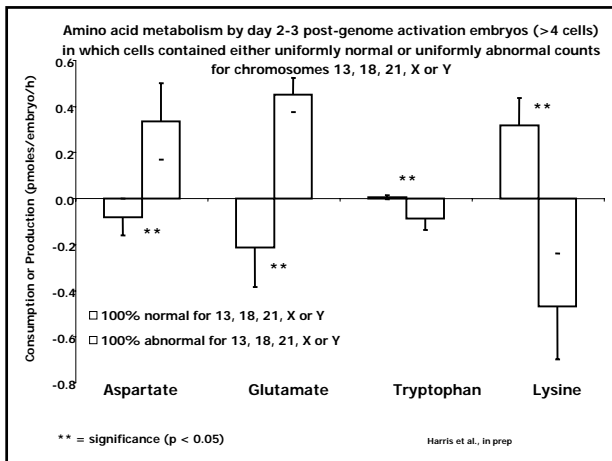 Amino acid metabolism by day 2-3 post-genome activation embryos (>4 cells)
in which cells contained either uniformly normal or uniformly abnormal counts
for chromosomes 13, 18, 21, X or Y
Consumption or Production (pmoles/embryo/h)
0.6
0.4
0.2
0.0
-0.2
-0.4
-0.6
-0.8
**
**
**
**
100% normal for 13, 18, 21, X or Y
100% abnormal for 13, 18, 21, X or Y
Aspartate Glutamate Tryptophan Lysine
** = significance (p < 0.05)
Harris et al., in prep